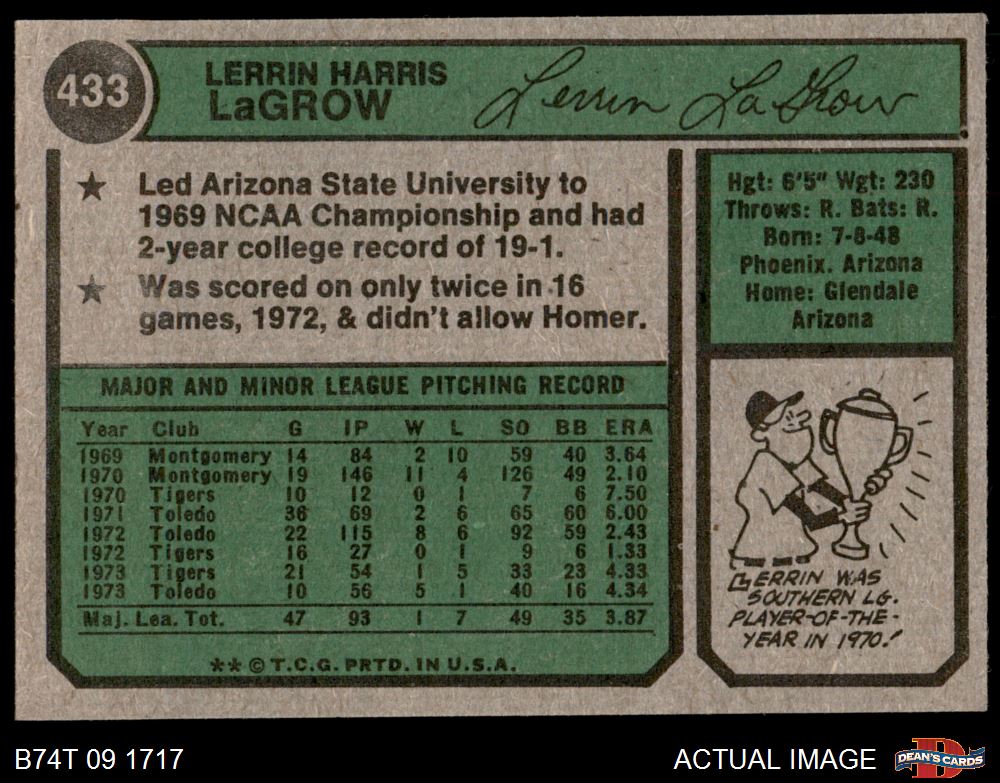 433
LERRIN HARRIS
LaGROW
Lerrin LaGrow
★ Led Arizona State University to
1969 NCAA Championship and had
2-year college record of 19-1.
★ Was scored on only twice in 16
games, 1972, & didn't allow Homer.
Hgt: 6'5" Wgt: 230
Throws: R. Bats: R.
Born: 7-8-48
Phoenix, Arizona
Home: Glendale
Arizona
MAJOR AND MINOR LEAGUE PITCHING RECORD
Year Club G IP W L SO BB ERA
1969 Montgomery 14 84 2 10 59 40 3.64
1970 Montgomery 19 146 11 4 126 49 2.10
1970 Tigers 10 12 0 1 7 6 7.50
1971 Toledo 36 69 2 6 65 60 6.00
1972 Toledo 22 115 8 6 92 59 2.43
1972 Tigers 16 27 0 1 9 6 1.33
1973 Tigers 21 54 1 5 33 23 4.33
1973 Toledo 10 56 5 1 40 16 4.34
Maj. Lea. Tot. 47 93 1 7 49 35 3.87
** © T.C.G. PRTD. IN U.S.A.
LERRIN WAS
SOUTHERN LG.
PLAYER-OF-THE-
YEAR IN 1970!
B74T 09 1717
ACTUAL IMAGE
D
DEAN'S CARDS